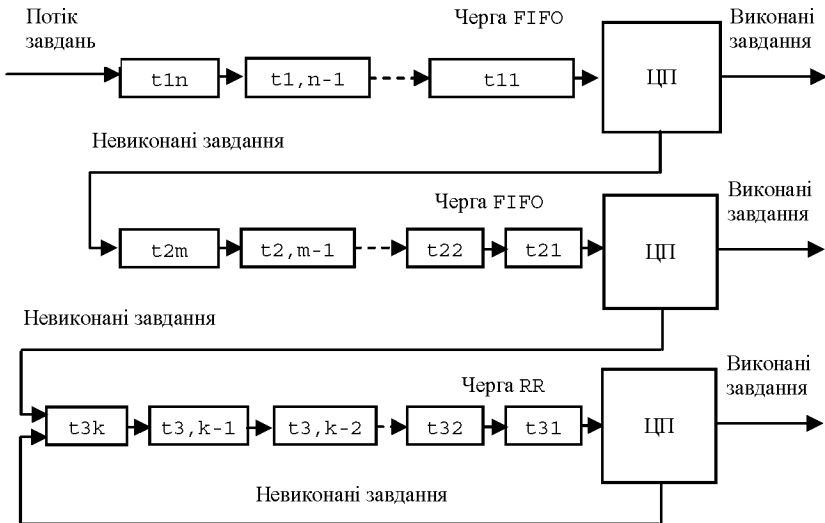 Потік
завдань
Черга FIFO
Виконані
завдання
t1n
t1,n-1
t11
ЦП
Невиконані завдання
Черга FIFO
Виконані
завдання
t2m
t2,m-1
t22
t21
ЦП
Невиконані завдання
Черга RR
Виконані
завдання
t3k
t3,k-1
t3,k-2
t32
t31
ЦП
Невиконані завдання